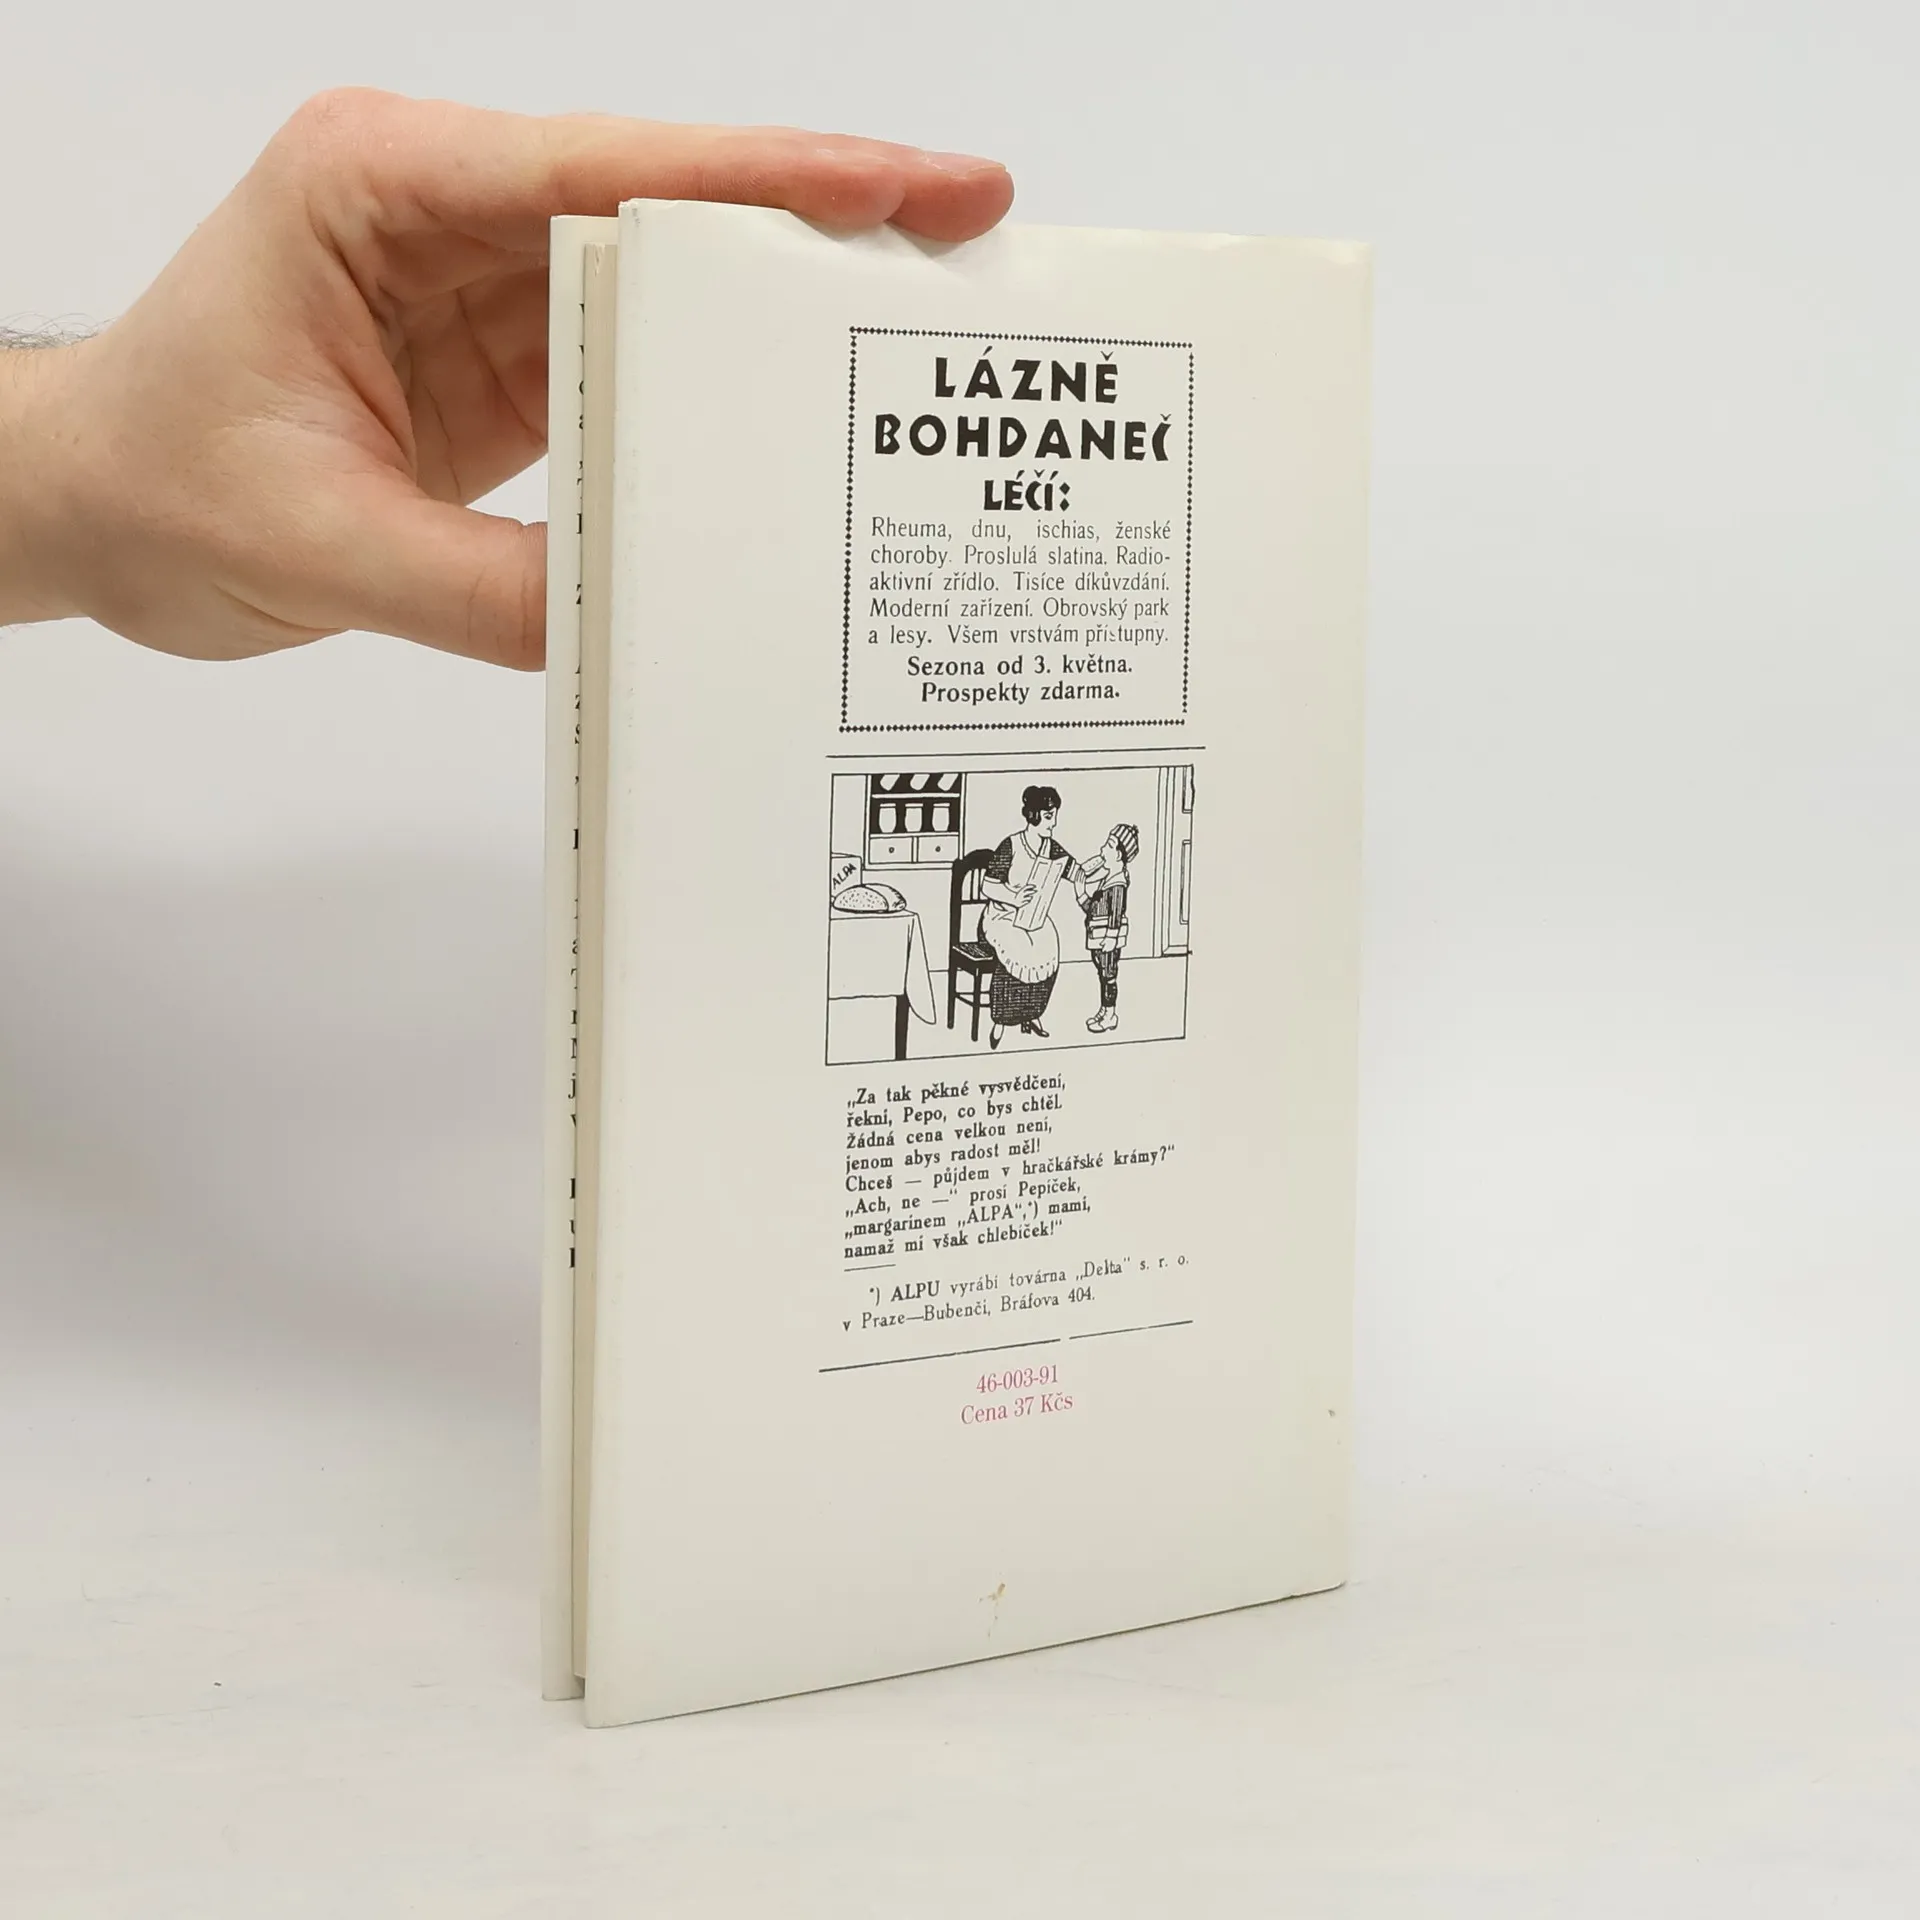 LÁZNĚ
BOHDANEČ
LÉČÍ:
Rheuma, dnu, ischias, ženské
choroby. Proslulá slatina. Radio-
aktivní zřídlo. Tisíce díkůvzdání.
Moderní zařízení. Obrovský park
a lesy. Všem vrstvám přístupny.
Sezona od 3. května.
Prospekty zdarma.
ALPA
„Za tak pěkné vysvědčení,
řekni, Pepo, co bys chtěl.
Žádná cena velkou není,
jenom abys radost měl!
Chceš — půjdem v hračkářské krámy?"
„Ach, ne —" prosí Pepíček,
„margarinem „ALPA",*) mami,
namaž mi však chlebíček!"
*) ALPU vyrábí továrna „Delta" s. r. o.
v Praze—Bubenči, Bráfova 404.
46-003-91
Cena 37 Kčs